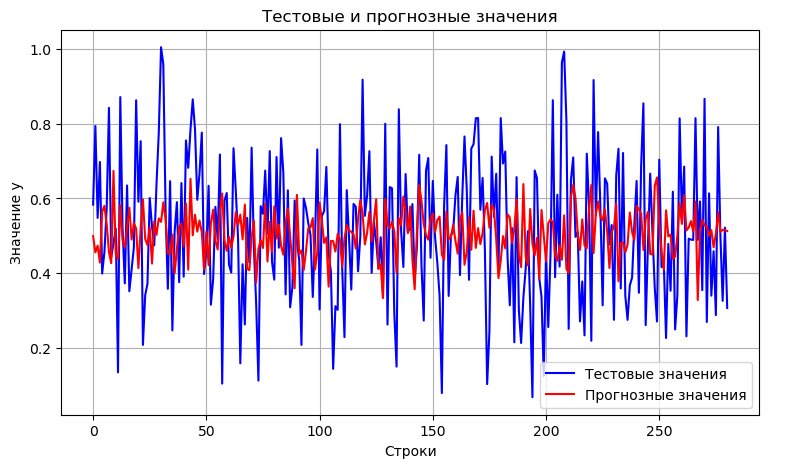 Тестовые и прогнозные значения
Значение y
1.0
0.8
0.6
0.4
0.2
0
50
100
150
200
250
Строки
Тестовые значения
Прогнозные значения